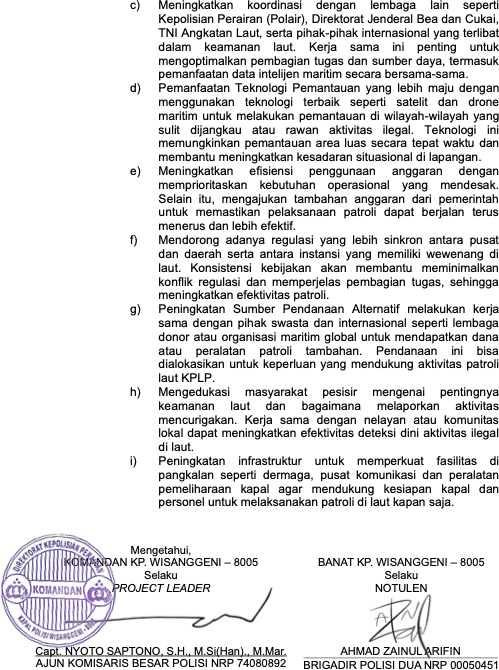 c) Meningkatkan koordinasi dengan lembaga lain seperti
Kepolisian Perairan (Polair), Direktorat Jenderal Bea dan Cukai,
TNI Angkatan Laut, serta pihak-pihak internasional yang terlibat
dalam keamanan laut. Kerja sama ini penting untuk
mengoptimalkan pembagian tugas dan sumber daya, termasuk
pemanfaatan data intelijen maritim secara bersama-sama.
d) Pemanfaatan Teknologi Pemantauan yang lebih maju dengan
menggunakan teknologi terbaik seperti satelit dan drone
maritim untuk melakukan pemantauan di wilayah-wilayah yang
sulit dijangkau atau rawan aktivitas ilegal. Teknologi ini
memungkinkan pemantauan area luas secara tepat waktu dan
membantu meningkatkan kesadaran situasional di lapangan.
e) Meningkatkan efisiensi penggunaan anggaran dengan
memprioritaskan kebutuhan operasional yang mendesak.
Selain itu, mengajukan tambahan anggaran dari pemerintah
untuk memastikan pelaksanaan patroli dapat berjalan terus
menerus dan lebih efektif.
f) Mendorong adanya regulasi yang lebih sinkron antara pusat
dan daerah serta antara instansi yang memiliki wewenang di
laut. Konsistensi kebijakan akan membantu meminimalkan
konflik regulasi dan memperjelas pembagian tugas, sehingga
meningkatkan efektivitas patroli.
g) Peningkatan Sumber Pendanaan Alternatif melakukan kerja
sama dengan pihak swasta dan internasional seperti lembaga
donor atau organisasi maritim global untuk mendapatkan dana
atau peralatan patroli tambahan. Pendanaan ini bisa
dialokasikan untuk keperluan yang mendukung aktivitas patroli
laut KPLP.
h) Mengedukasi masyarakat pesisir mengenai pentingnya
keamanan laut dan bagaimana melaporkan aktivitas
mencurigakan. Kerja sama dengan nelayan atau komunitas
lokal dapat meningkatkan efektivitas deteksi dini aktivitas ilegal
di laut.
i) Peningkatan infrastruktur untuk memperkuat fasilitas di
pangkalan seperti dermaga, pusat komunikasi dan peralatan
pemeliharaan kapal agar mendukung kesiapan kapal dan
personel untuk melaksanakan patroli di laut kapan saja.
Mengetahui,
KOMANDAN KP. WISANGGENI – 8005
Selaku
PROJECT LEADER
DIREKTORAT KEPOLISIAN PERAIRAN
KOMANDAN
KAPAL POLISI WISANGGENI - 8005
Capt. NYOTO SAPTONO, S.H., M.Si(Han)., M.Mar.
AJUN KOMISARIS BESAR POLISI NRP 74080892
BANAT KP. WISANGGENI – 8005
Selaku
NOTULEN
AHMAD ZAINUL ARIFIN
BRIGADIR POLISI DUA NRP 00050451